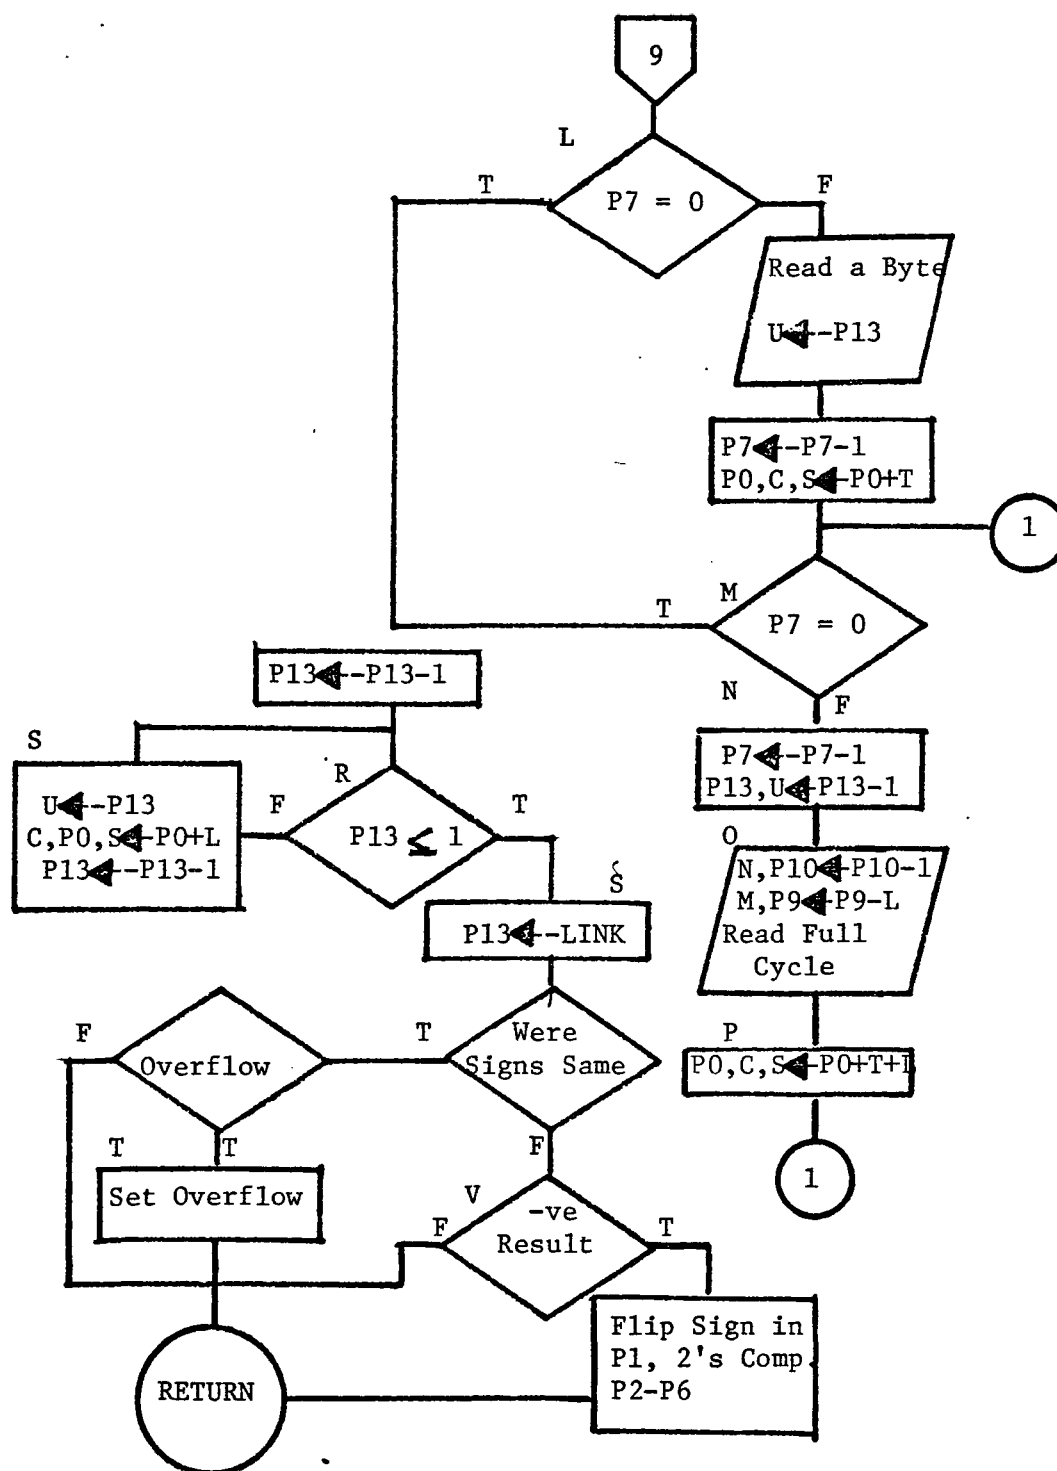 9
L
T
F
P7 = 0
Read a Byte
U◄--P13
P7◄--P7-1
P0,C,S◄-P0+T
1
M
T
P7 = 0
P13◄--P13-1
N
F
S
R
P7◄--P7-1
P13,U◄-P13-1
U◄--P13
C,P0,S◄-P0+L
P13◄--P13-1
F
T
P13 ≤ 1
O
N,P10◄-P10-1
M,P9◄-P9-L
Read Full
Cycle
S
P13◄--LINK
F
Overflow
T
Were
Signs Same
P
P0,C,S◄-P0+T+L
T
T
F
Set Overflow
V
F
-ve
Result
T
1
Flip Sign in
P1, 2's Comp
P2-P6
RETURN